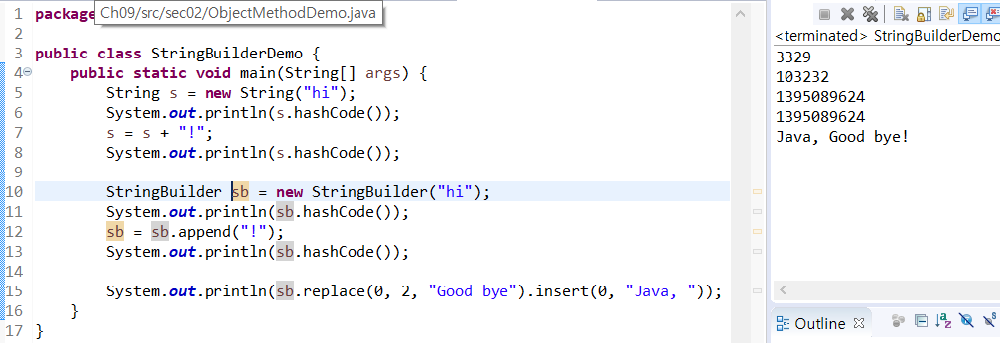 Ch09/src/sec02/ObjectMethodDemo.java
1 package
2
3 public class StringBuilderDemo {
4 public static void main(String[] args) {
5 String s = new String("hi");
6 System.out.println(s.hashCode());
7 s = s + "!";
8 System.out.println(s.hashCode());
9
10 StringBuilder sb = new StringBuilder("hi");
11 System.out.println(sb.hashCode());
12 sb = sb.append("!");
13 System.out.println(sb.hashCode());
14
15 System.out.println(sb.replace(0, 2, "Good bye").insert(0, "Java, "));
16 }
17 }
<terminated> StringBuilderDemo
3329
103232
1395089624
1395089624
Java, Good bye!
Outline